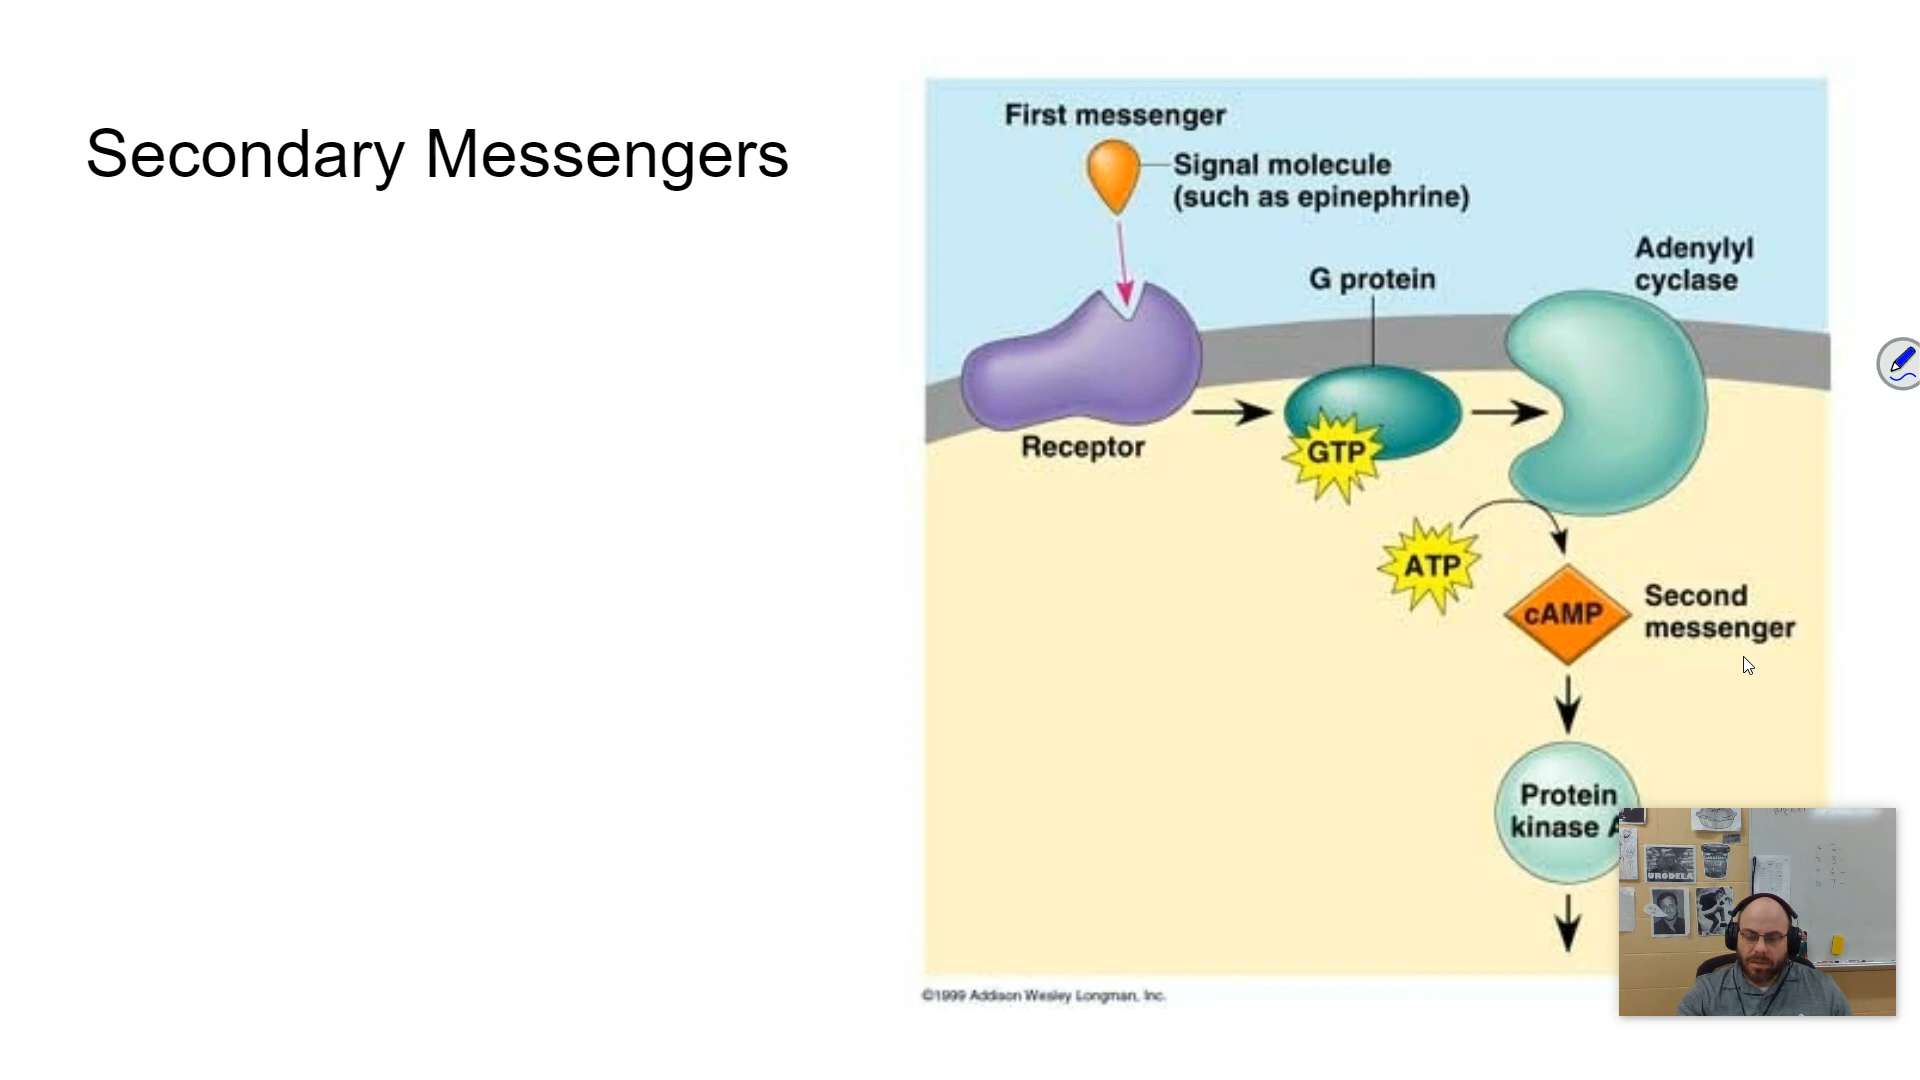 Secondary Messengers
First messenger
Signal molecule
(such as epinephrine)
Adenylyl
cyclase
G protein
Receptor
GTP
ATP
cAMP
Second
messenger
Protein
kinase A
URODELA
©1999 Addison Wesley Longman, Inc.